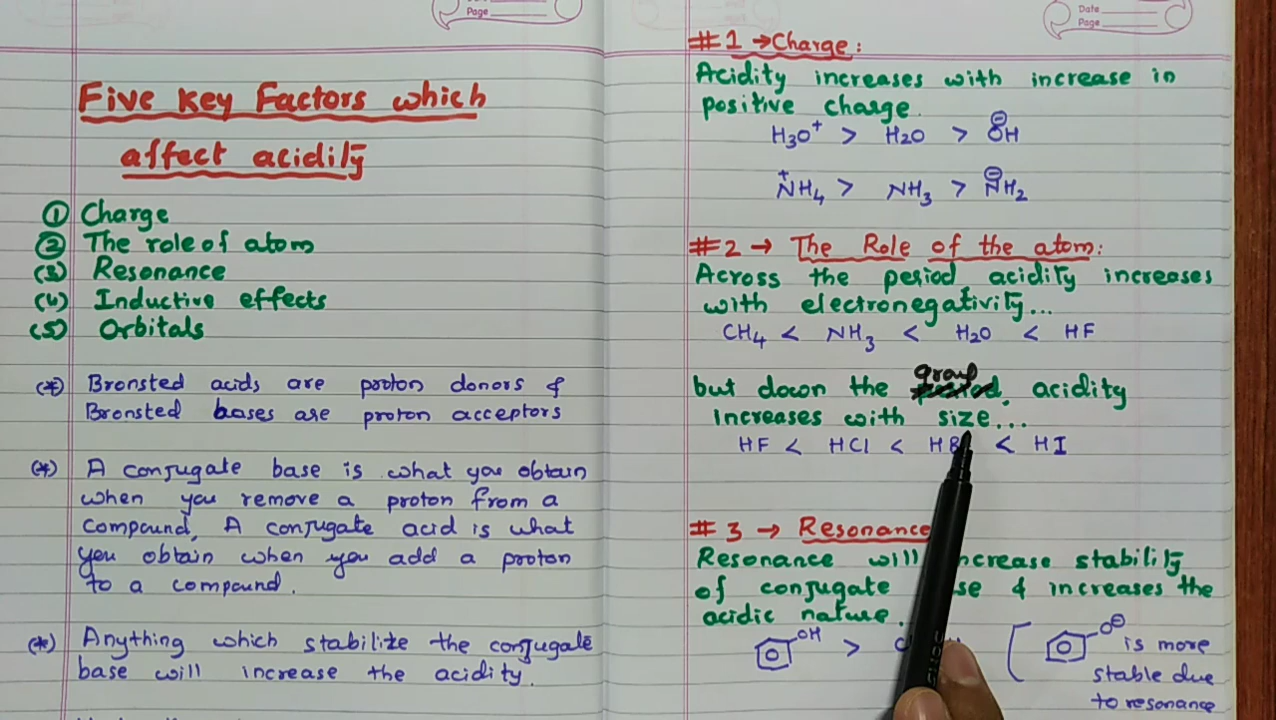 Page
Five Key Factors which
affect acidity
① Charge
② The role of atom
(3) Resonance
(4) Inductive effects
(5) Orbitals
(*) Bronsted acids are proton donors &
Bronsted bases are proton acceptors
(*) A conjugate base is what you obtain
when you remove a proton from a
compound, A conjugate acid is what
you obtain when you add a proton
to a compound.
(*) Anything which stabilize the conjugate
base will increase the acidity.
Date
Page
#1 → Charge:
Acidity increases with increase in
positive charge.
H3O⁺ > H2O > ⊖OH
⁺NH4 > NH3 > ⊖NH2
#2 → The Role of the atom:
Across the period acidity increases
with electronegativity...
CH4 < NH3 < H2O < HF
but down the group, acidity
increases with size...
HF < HCl < < HI
#3 → Resonance
Resonance will increase stability
of conjugate & increases the
acidic nature.
OH > O⊖ is more
stable due
to resonance